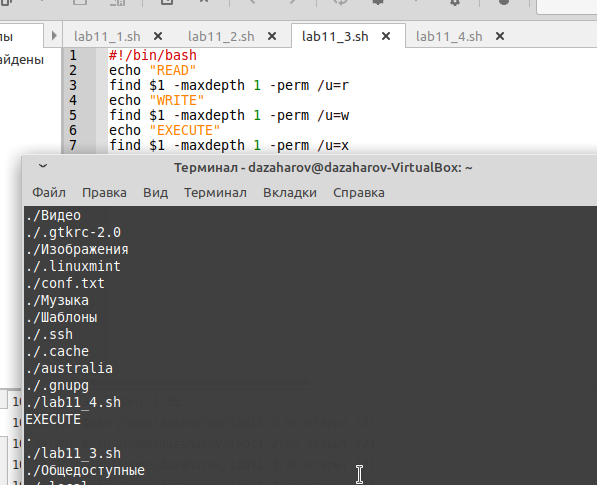 лы
айдены
lab11_1.sh
lab11_2.sh
lab11_3.sh
lab11_4.sh
1 #!/bin/bash
2 echo "READ"
3 find $1 -maxdepth 1 -perm /u=r
4 echo "WRITE"
5 find $1 -maxdepth 1 -perm /u=w
6 echo "EXECUTE"
7 find $1 -maxdepth 1 -perm /u=x
Терминал - dazaharov@dazaharov-VirtualBox: ~
Файл Правка Вид Терминал Вкладки Справка
./Видео
./.gtkrc-2.0
./Изображения
./.linuxmint
./conf.txt
./Музыка
./Шаблоны
./.ssh
./.cache
./australia
./.gnupg
./lab11_4.sh
EXECUTE
.
./lab11_3.sh
./Общедоступные